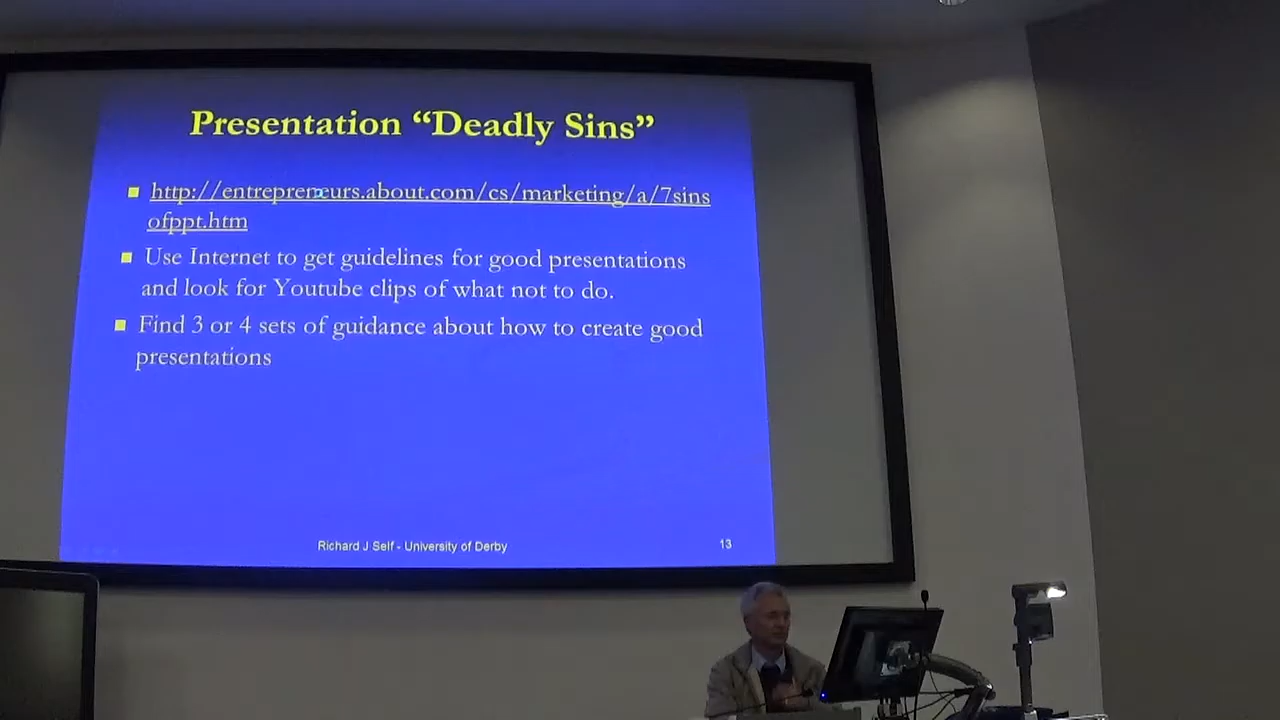 Presentation “Deadly Sins”
http://entrepreneurs.about.com/cs/marketing/a/7sins
ofppt.htm
Use Internet to get guidelines for good presentations
and look for Youtube clips of what not to do.
Find 3 or 4 sets of guidance about how to create good
presentations
Richard J Self - University of Derby
13